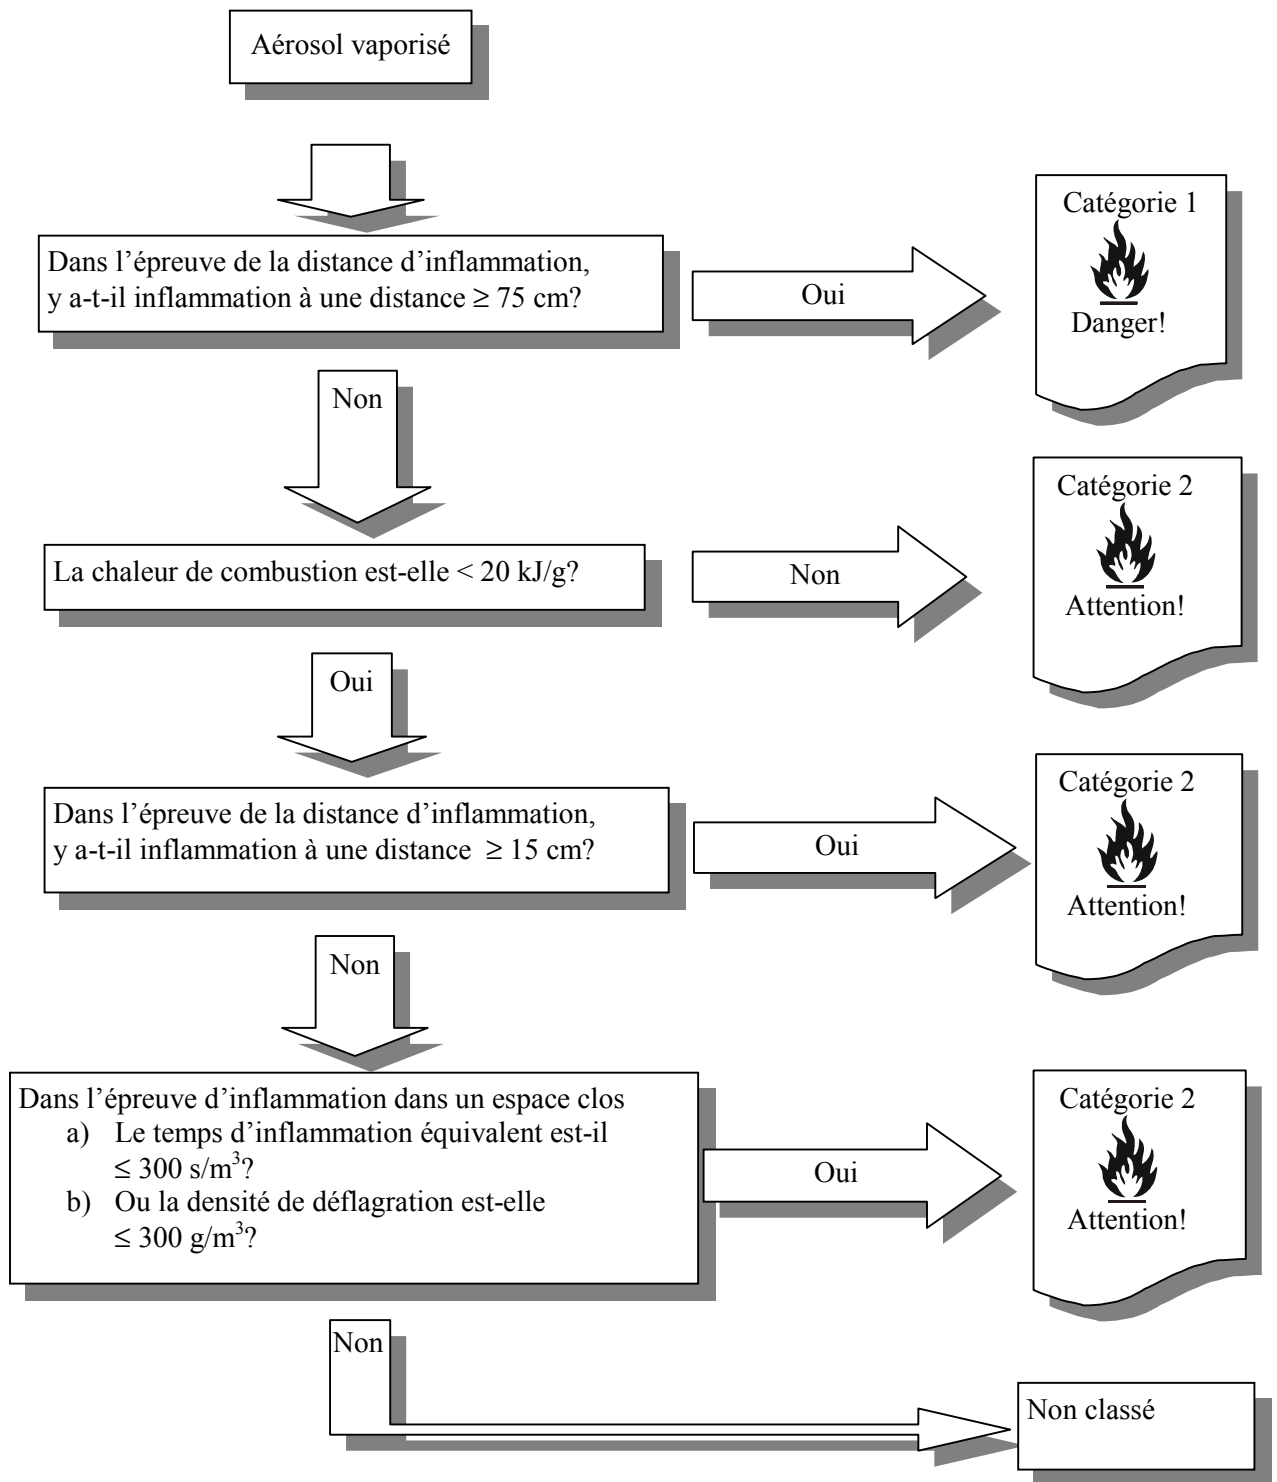 Aérosol vaporisé
Dans l’épreuve de la distance d’inflammation,
y a-t-il inflammation à une distance ≥ 75 cm?
Oui
Catégorie 1
Danger!
Non
La chaleur de combustion est-elle < 20 kJ/g?
Non
Catégorie 2
Attention!
Oui
Dans l’épreuve de la distance d’inflammation,
y a-t-il inflammation à une distance ≥ 15 cm?
Oui
Catégorie 2
Attention!
Non
Dans l’épreuve d’inflammation dans un espace clos
a) Le temps d’inflammation équivalent est-il
≤ 300 s/m³?
b) Ou la densité de déflagration est-elle
≤ 300 g/m³?
Oui
Catégorie 2
Attention!
Non
Non classé